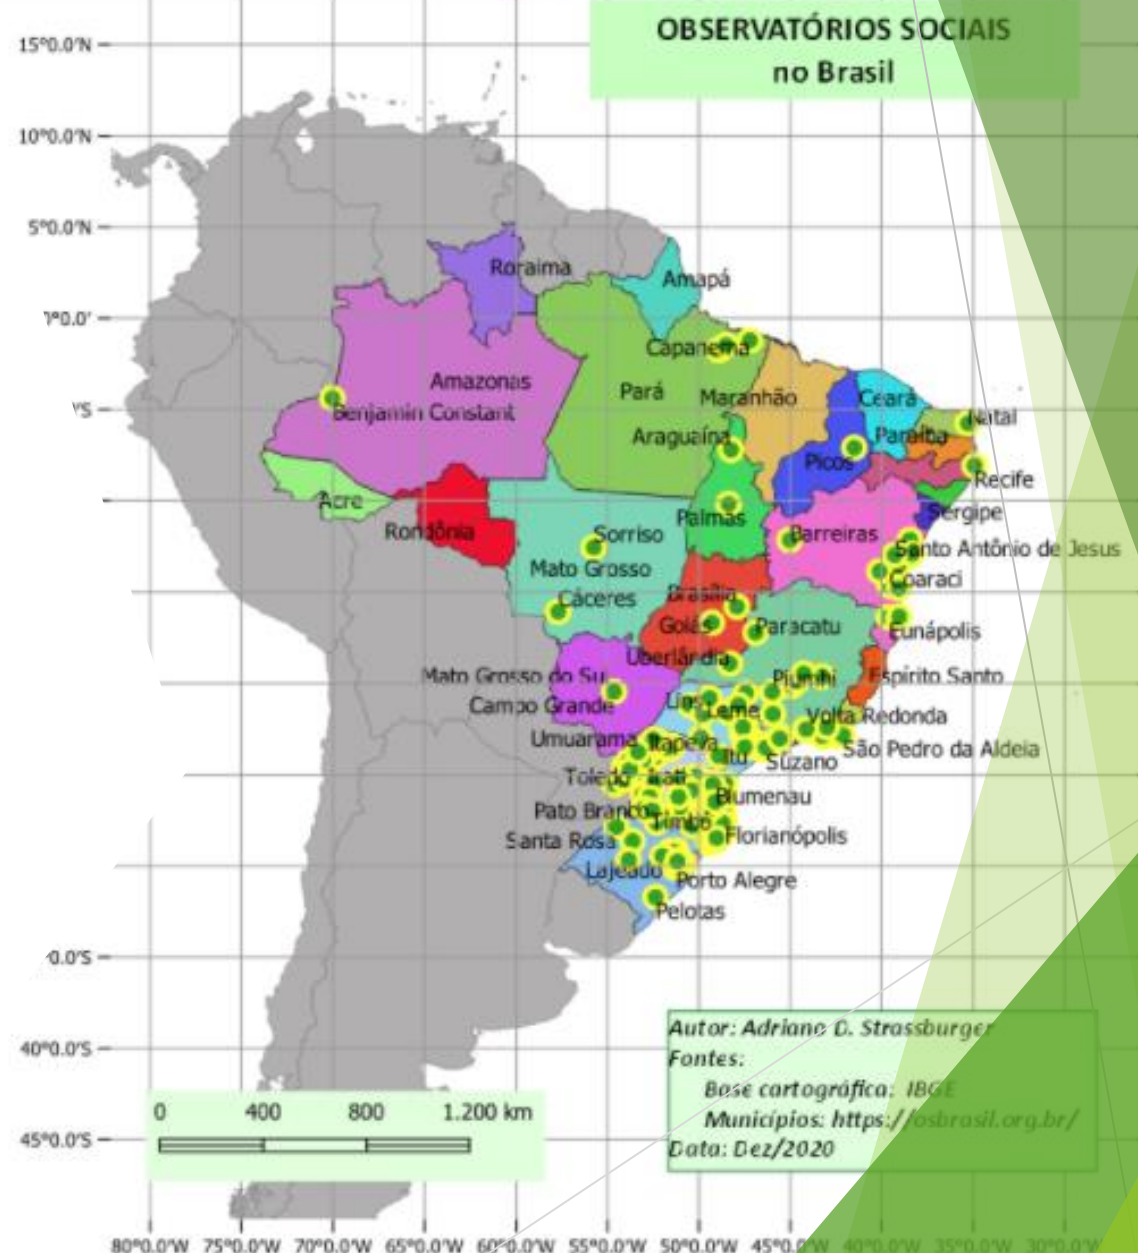 OBSERVATÓRIOS SOCIAIS
no Brasil
15°0.0'N
10°0.0'N
5°0.0'N
Roraima
Amapá
Capanema
Amazonas
Pará
Maranhão
Ceará
Benjamin Constant
Natal
Araguaína
Paraíba
Picos
Recife
Acre
Palmas
Sergipe
Rondônia
Sorriso
Barreiras
Santo Antônio de Jesus
Mato Grosso
Coaraci
Cáceres
Brasília
Goiás
Paracatu
Eunápolis
Uberlândia
Mato Grosso do Su
Piumhi
Espírito Santo
Campo Grande
Lins
Leme
Volta Redonda
Umuarama
Itapeva
Itu
Suzano
São Pedro da Aldeia
Toledo
Irati
Blumenau
Pato Branco
Timbó
Santa Rosa
Florianópolis
Lajeado
Porto Alegre
Pelotas
40°0.0'S
45°0.0'S
0 400 800 1.200 km
Autor: Adriano D. Strassburger
Fontes:
Base cartográfica: IBGE
Municípios: https://osbrasil.org.br/
Data: Dez/2020
80°0.0'W 75°0.0'W 70°0.0'W 65°0.0'W 60°0.0'W 55°0.0'W 50°0.0'W 45°0.0'W 40°0.0'W 35°0.0'W 30°0.0'W